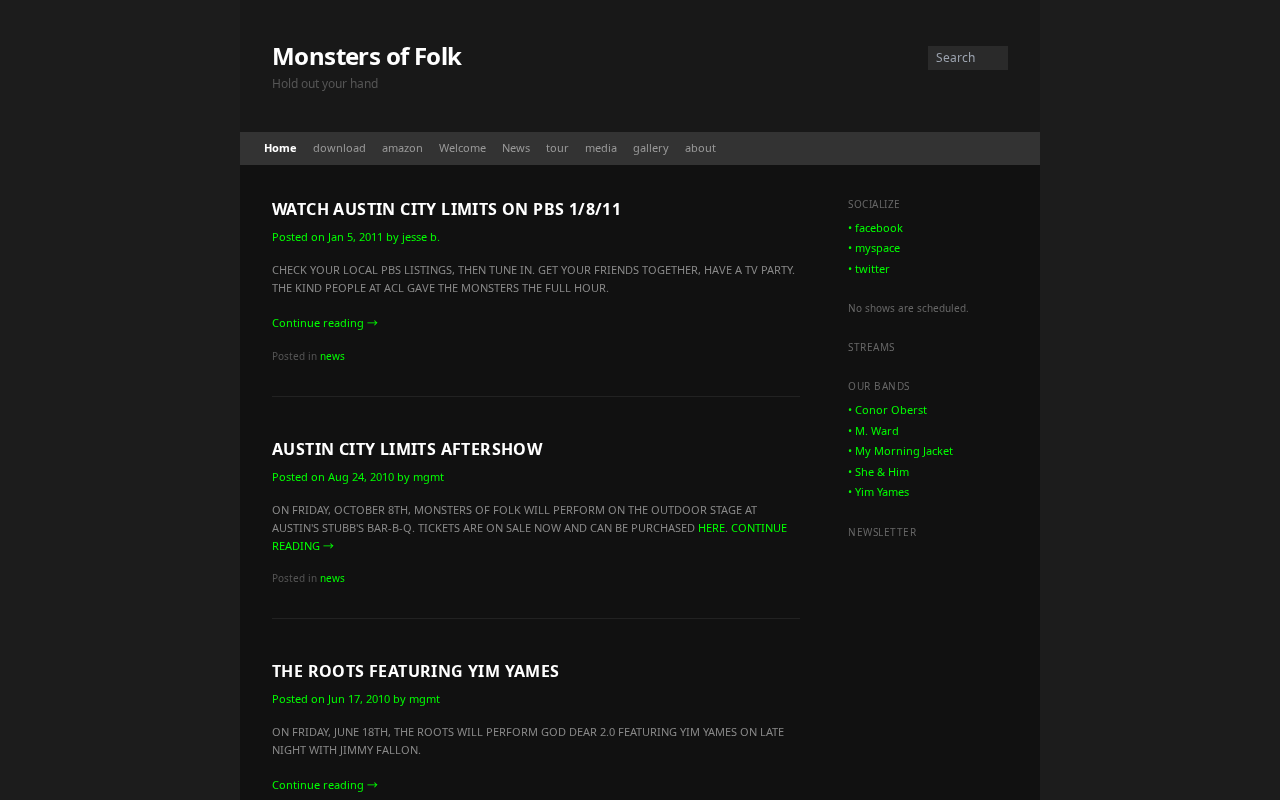 Monsters of Folk
Hold out your hand
Search
Home download amazon Welcome News tour media gallery about
WATCH AUSTIN CITY LIMITS ON PBS 1/8/11
Posted on Jan 5, 2011 by jesse b.
CHECK YOUR LOCAL PBS LISTINGS, THEN TUNE IN. GET YOUR FRIENDS TOGETHER, HAVE A TV PARTY.
THE KIND PEOPLE AT ACL GAVE THE MONSTERS THE FULL HOUR.
Continue reading →
Posted in news
AUSTIN CITY LIMITS AFTERSHOW
Posted on Aug 24, 2010 by mgmt
ON FRIDAY, OCTOBER 8TH, MONSTERS OF FOLK WILL PERFORM ON THE OUTDOOR STAGE AT
AUSTIN'S STUBB'S BAR-B-Q. TICKETS ARE ON SALE NOW AND CAN BE PURCHASED HERE. CONTINUE
READING →
Posted in news
THE ROOTS FEATURING YIM YAMES
Posted on Jun 17, 2010 by mgmt
ON FRIDAY, JUNE 18TH, THE ROOTS WILL PERFORM GOD DEAR 2.0 FEATURING YIM YAMES ON LATE
NIGHT WITH JIMMY FALLON.
Continue reading →
SOCIALIZE
• facebook
• myspace
• twitter
No shows are scheduled.
STREAMS
OUR BANDS
• Conor Oberst
• M. Ward
• My Morning Jacket
• She & Him
• Yim Yames
NEWSLETTER